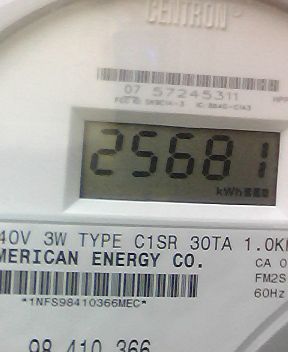 CENTRON
07 57245311
25681
kWh
40V 3W TYPE C1SR 30TA 1.0K
MERICAN ENERGY CO.
CA 0
FM2S
*1NFS98410366MEC*
60Hz
98 410 366